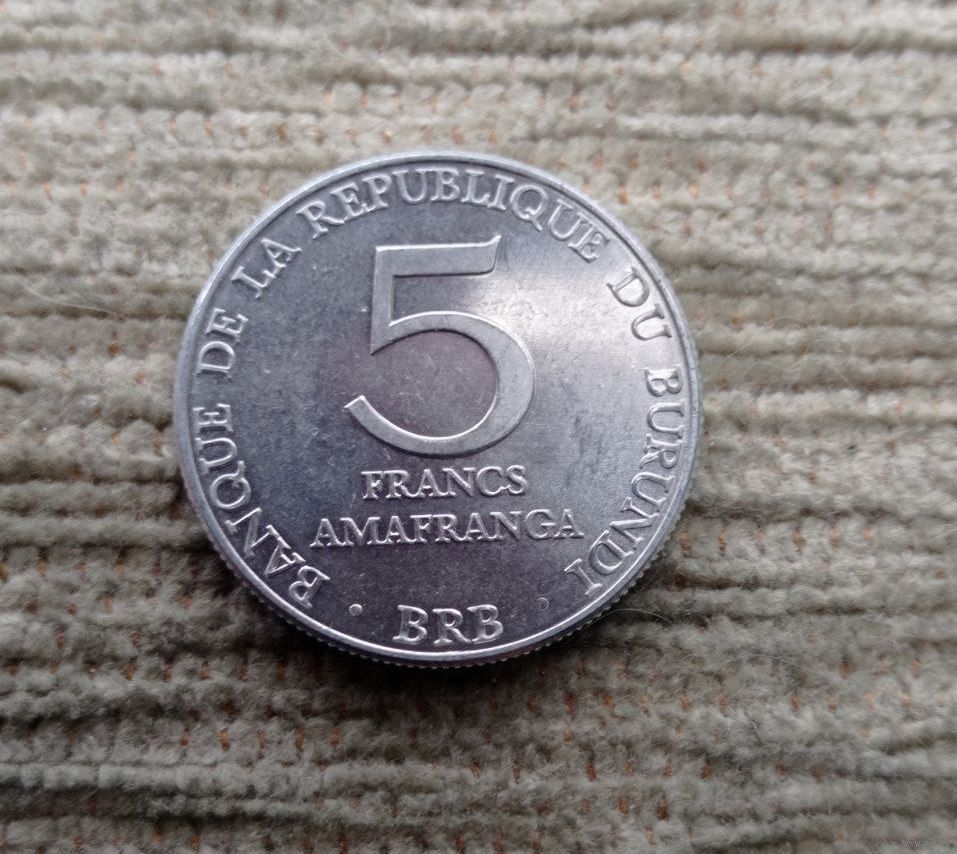 BANQUE DE LA REPUBLIQUE DU BURUNDI
5
FRANCS
AMAFRANGA
• BRB •